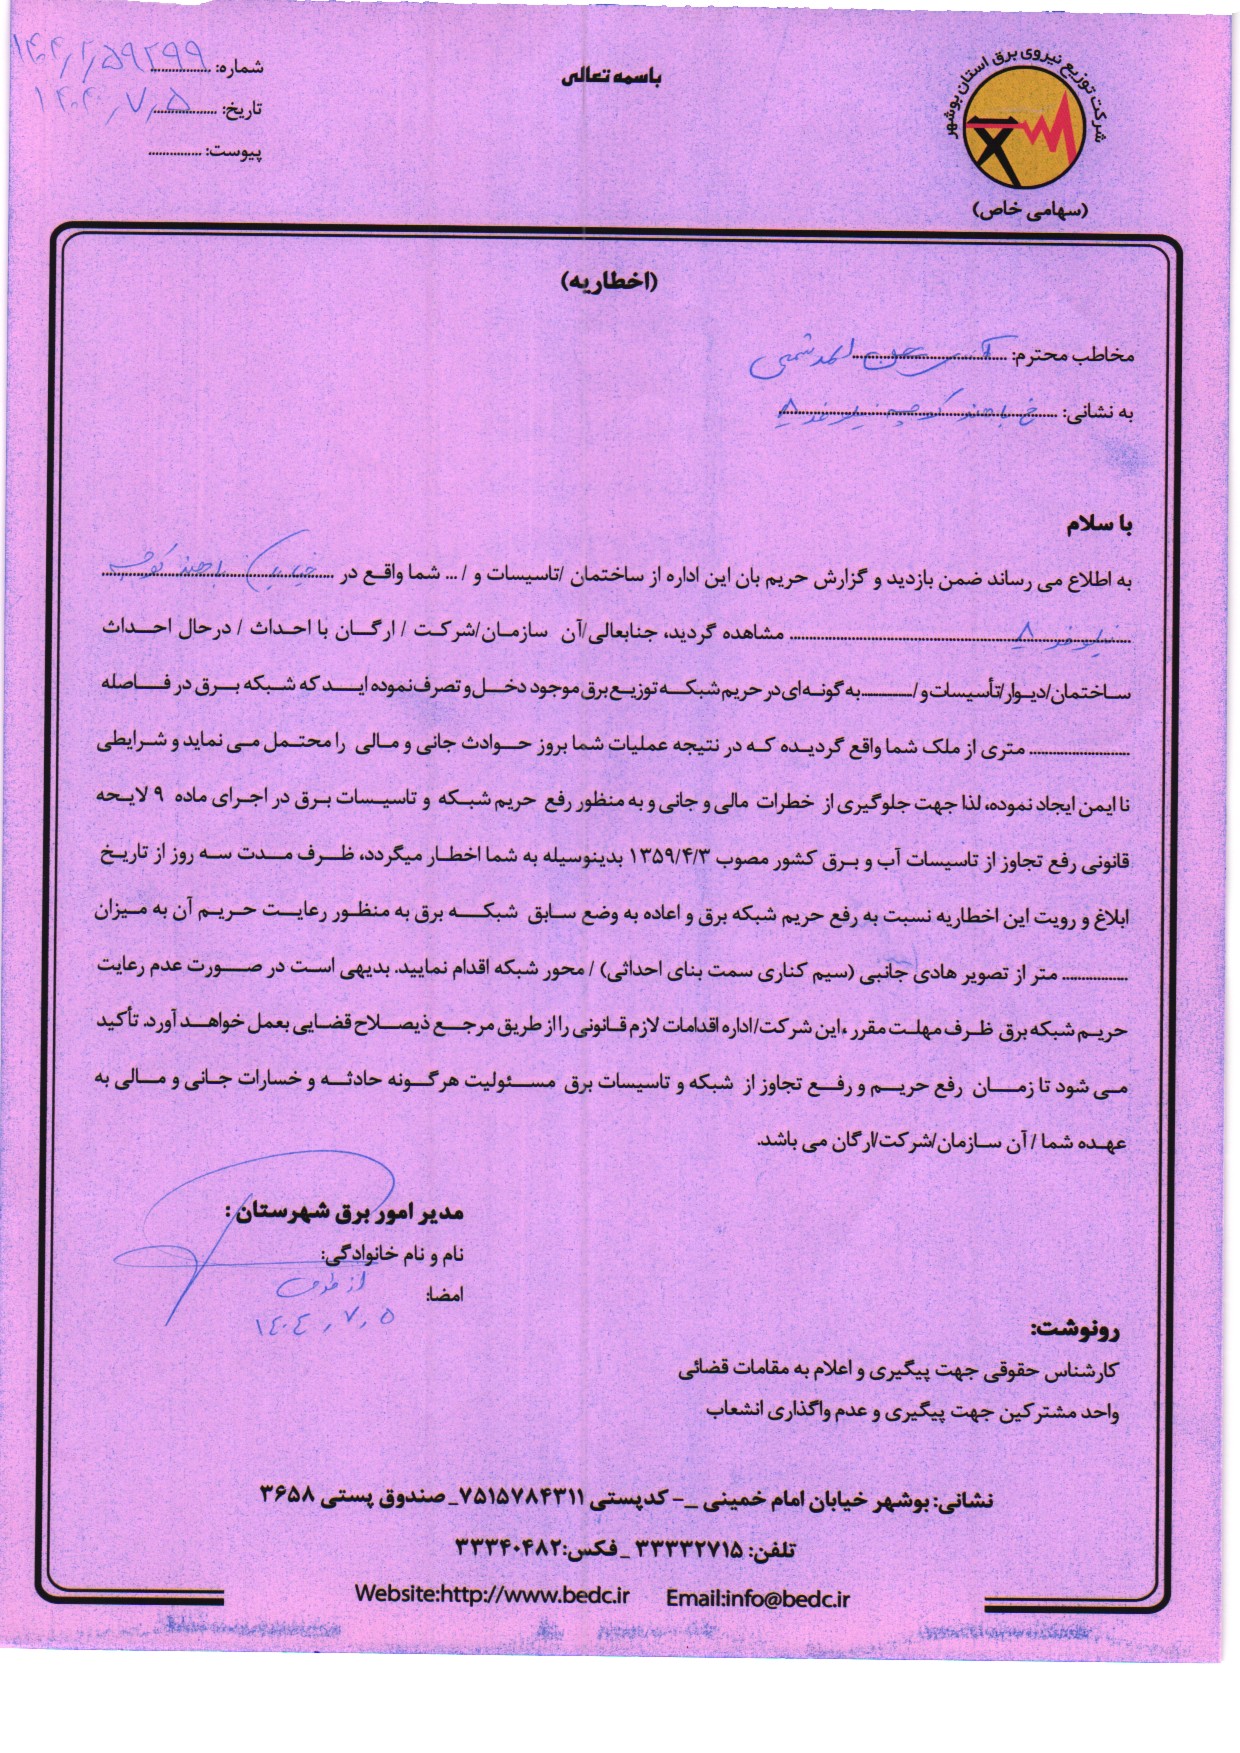 شرکت توزیع نیروی برق استان بوشهر
(سهامی خاص)
باسمه تعالی
شماره: ۱۴۰۴/۲/۵۹۲۹۹
تاریخ: ۱۴۰۴/۷/۵
پیوست: ..............
(اخطاریه)
مخاطب محترم:
به نشانی: خ باهنر کوچه نیلوفر ۸
با سلام
به اطلاع می رساند ضمن بازدید و گزارش حریم بان این اداره از ساختمان /تاسیسات و /... شما واقع در خیابان باهنر کوچه
نیلوفر ۸ مشاهده گردید، جنابعالی/آن سازمان/شرکت / ارگان با احداث / درحال احداث
ساختمان/دیوار/تأسیسات و /............ به گونه ای در حریم شبکه توزیع برق موجود دخل و تصرف نموده اید که شبکه برق در فاصله
........................ متری از ملک شما واقع گردیده که در نتیجه عملیات شما بروز حوادث جانی و مالی را محتمل می نماید و شرایطی
نا ایمن ایجاد نموده، لذا جهت جلوگیری از خطرات مالی و جانی و به منظور رفع حریم شبکه و تاسیسات برق در اجرای ماده ۹ لایحه
قانونی رفع تجاوز از تاسیسات آب و برق کشور مصوب ۱۳۵۹/۴/۳ بدینوسیله به شما اخطار میگردد، ظرف مدت سه روز از تاریخ
ابلاغ و رویت این اخطاریه نسبت به رفع حریم شبکه برق و اعاده به وضع سابق شبکه برق به منظور رعایت حریم آن به میزان
................ متر از تصویر هادی جانبی (سیم کناری سمت بنای احداثی) / محور شبکه اقدام نمایید. بدیهی است در صورت عدم رعایت
حریم شبکه برق ظرف مهلت مقرر ،این شرکت/اداره اقدامات لازم قانونی را از طریق مرجع ذیصلاح قضایی بعمل خواهد آورد. تأکید
می شود تا زمان رفع حریم و رفع تجاوز از شبکه و تاسیسات برق مسئولیت هرگونه حادثه و خسارات جانی و مالی به
عهده شما / آن سازمان/شرکت/ارگان می باشد.
مدیر امور برق شهرستان :
نام و نام خانوادگی:
امضا: از طرف
۱۴۰۴/۷/۵
رونوشت:
کارشناس حقوقی جهت پیگیری و اعلام به مقامات قضائی
واحد مشترکین جهت پیگیری و عدم واگذاری انشعاب
نشانی: بوشهر خیابان امام خمینی _- کدپستی ۷۵۱۵۷۸۴۳۱۱_ صندوق پستی ۳۶۵۸
تلفن: ۳۳۳۳۲۷۱۵ _ فکس:۳۳۳۴۰۴۸۲
Website:http://www.bedc.ir Email:info@bedc.ir